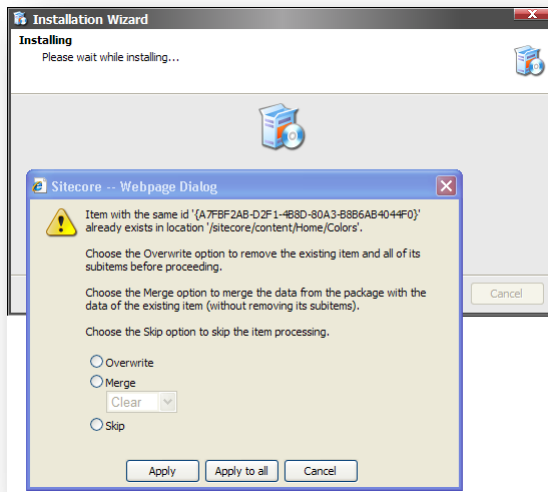 Installation Wizard
Installing
Please wait while installing...
Sitecore -- Webpage Dialog
Item with the same id '{A7FBF2AB-D2F1-4B8D-80A3-B8B6AB4044F0}'
already exists in location '/sitecore/content/Home/Colors'.
Choose the Overwrite option to remove the existing item and all of its
subitems before proceeding.
Choose the Merge option to merge the data from the package with the
data of the existing item (without removing its subitems).
Choose the Skip option to skip the item processing.
Overwrite
Merge
Clear
Skip
Apply
Apply to all
Cancel
Cancel